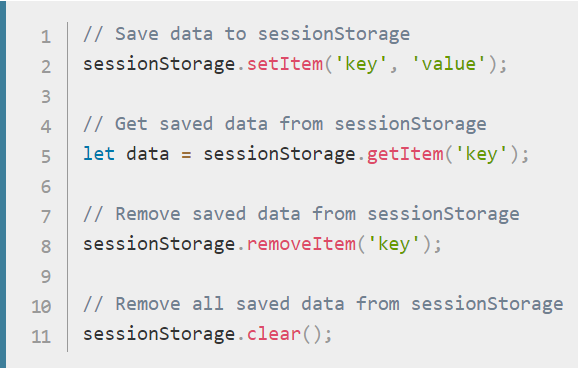 1 // Save data to sessionStorage
2 sessionStorage.setItem('key', 'value');
3
4 // Get saved data from sessionStorage
5 let data = sessionStorage.getItem('key');
6
7 // Remove saved data from sessionStorage
8 sessionStorage.removeItem('key');
9
10 // Remove all saved data from sessionStorage
11 sessionStorage.clear();